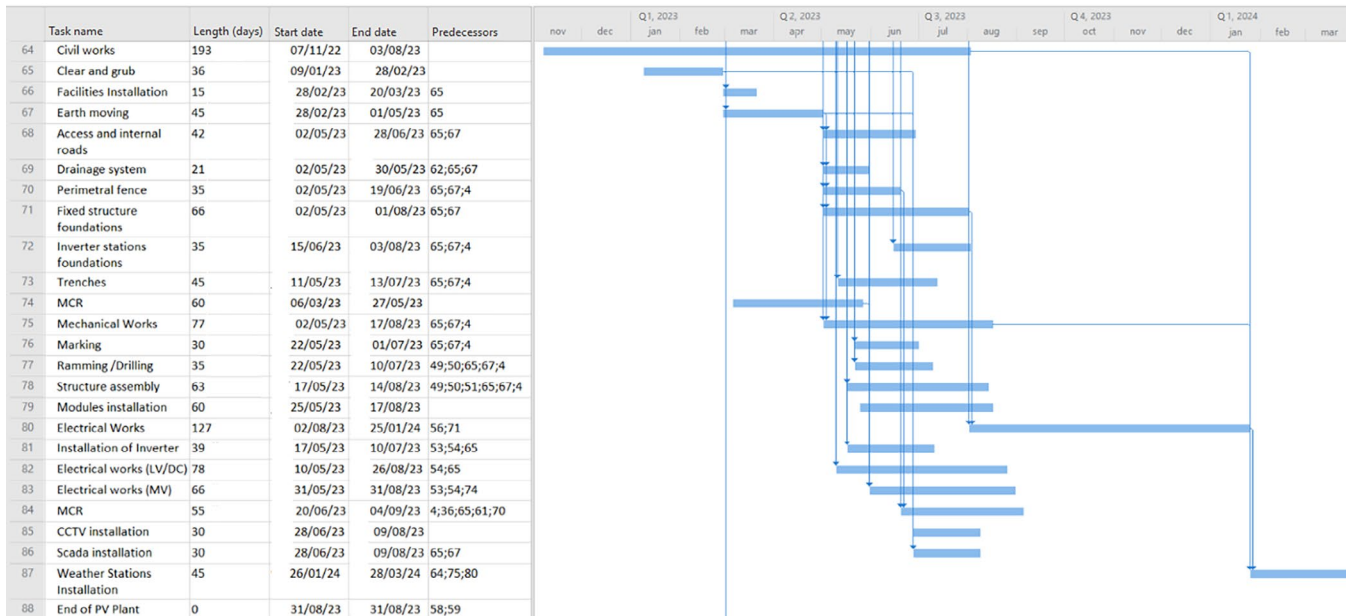 Task name Length (days) Start date End date Predecessors
Q 1, 2023 Q 2, 2023 Q 3, 2023 Q 4, 2023 Q 1, 2024
nov dec jan feb mar apr may jun jul aug sep oct nov dec jan feb mar
64 Civil works 193 07/11/22 03/08/23
65 Clear and grub 36 09/01/23 28/02/23
66 Facilities Installation 15 28/02/23 20/03/23 65
67 Earth moving 45 28/02/23 01/05/23 65
68 Access and internal 42 02/05/23 28/06/23 65;67
roads
69 Drainage system 21 02/05/23 30/05/23 62;65;67
70 Perimetral fence 35 02/05/23 19/06/23 65;67;4
71 Fixed structure 66 02/05/23 01/08/23 65;67
foundations
72 Inverter stations 35 15/06/23 03/08/23 65;67;4
foundations
73 Trenches 45 11/05/23 13/07/23 65;67;4
74 MCR 60 06/03/23 27/05/23
75 Mechanical Works 77 02/05/23 17/08/23 65;67;4
76 Marking 30 22/05/23 01/07/23 65;67;4
77 Ramming /Drilling 35 22/05/23 10/07/23 49;50;65;67;4
78 Structure assembly 63 17/05/23 14/08/23 49;50;51;65;67;4
79 Modules installation 60 25/05/23 17/08/23
80 Electrical Works 127 02/08/23 25/01/24 56;71
81 Installation of Inverter 39 17/05/23 10/07/23 53;54;65
82 Electrical works (LV/DC) 78 10/05/23 26/08/23 54;65
83 Electrical works (MV) 66 31/05/23 31/08/23 53;54;74
84 MCR 55 20/06/23 04/09/23 4;36;65;61;70
85 CCTV installation 30 28/06/23 09/08/23
86 Scada installation 30 28/06/23 09/08/23 65;67
87 Weather Stations 45 26/01/24 28/03/24 64;75;80
Installation
88 End of PV Plant 0 31/08/23 31/08/23 58;59